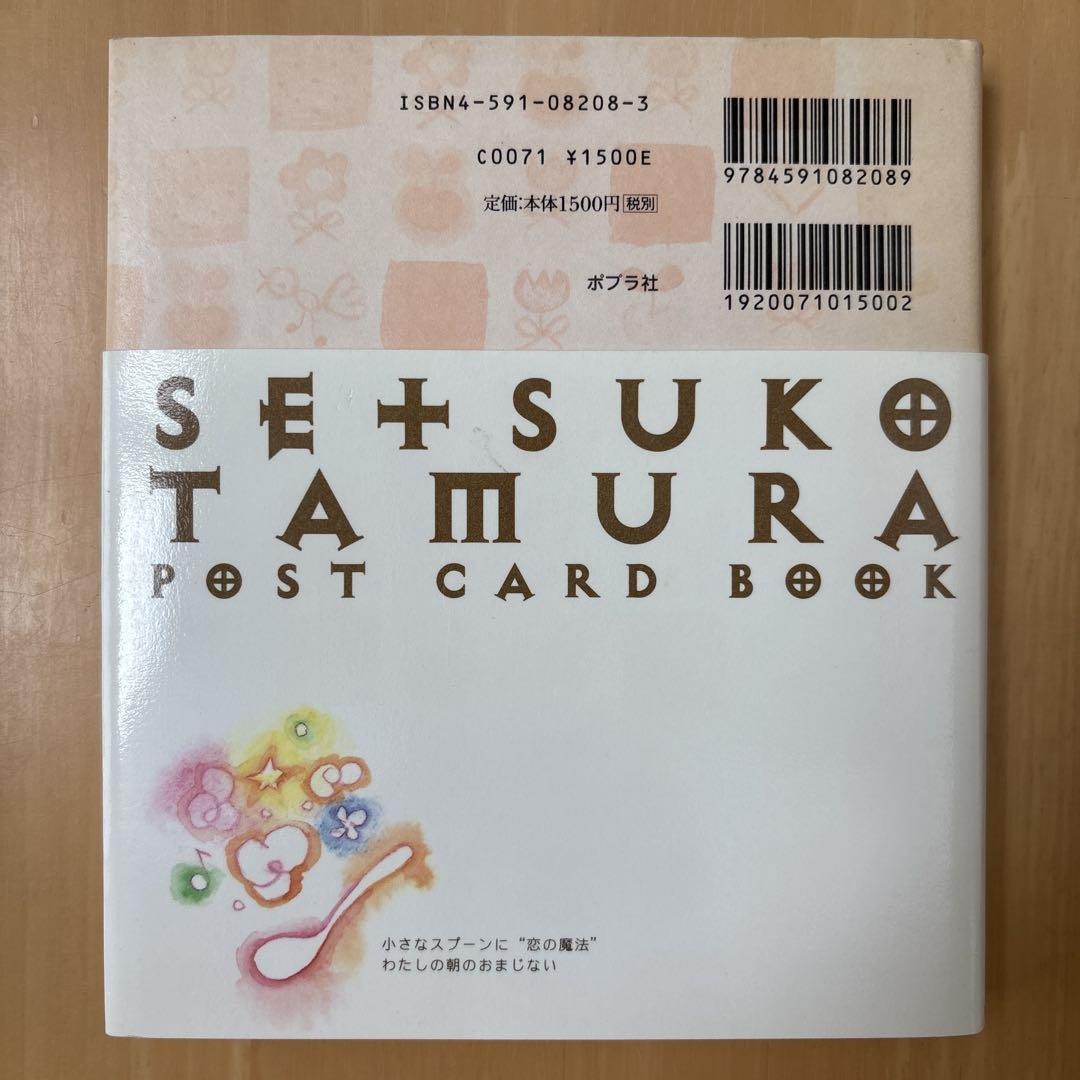 ISBN4-591-08208-3
C0071 ¥1500E
定価:本体1500円 税別
ポプラ社
9784591082089
1920071015002
SETSUKO
TAMURA
POST CARD BOOK
小さなスプーンに“恋の魔法”
わたしの朝のおまじない